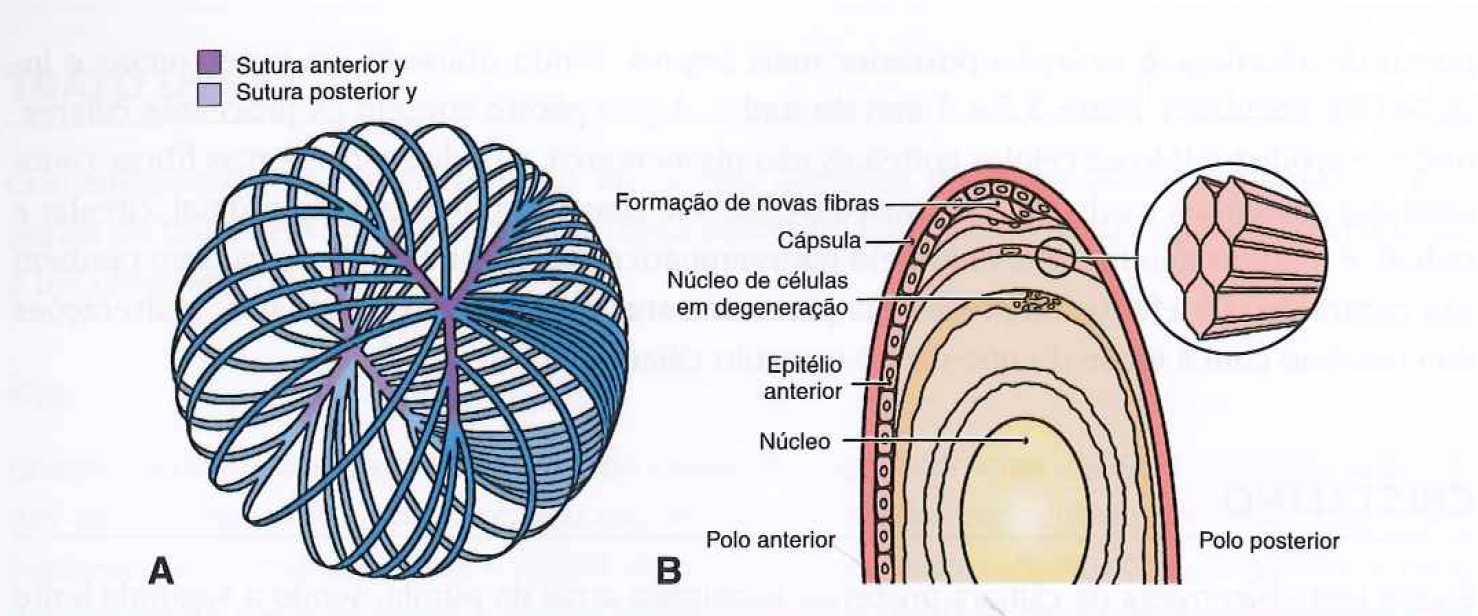 Sutura anterior y
Sutura posterior y
Formação de novas fibras
Cápsula
Núcleo de células
em degeneração
Epitélio
anterior
Núcleo
Polo anterior
Polo posterior
A
B